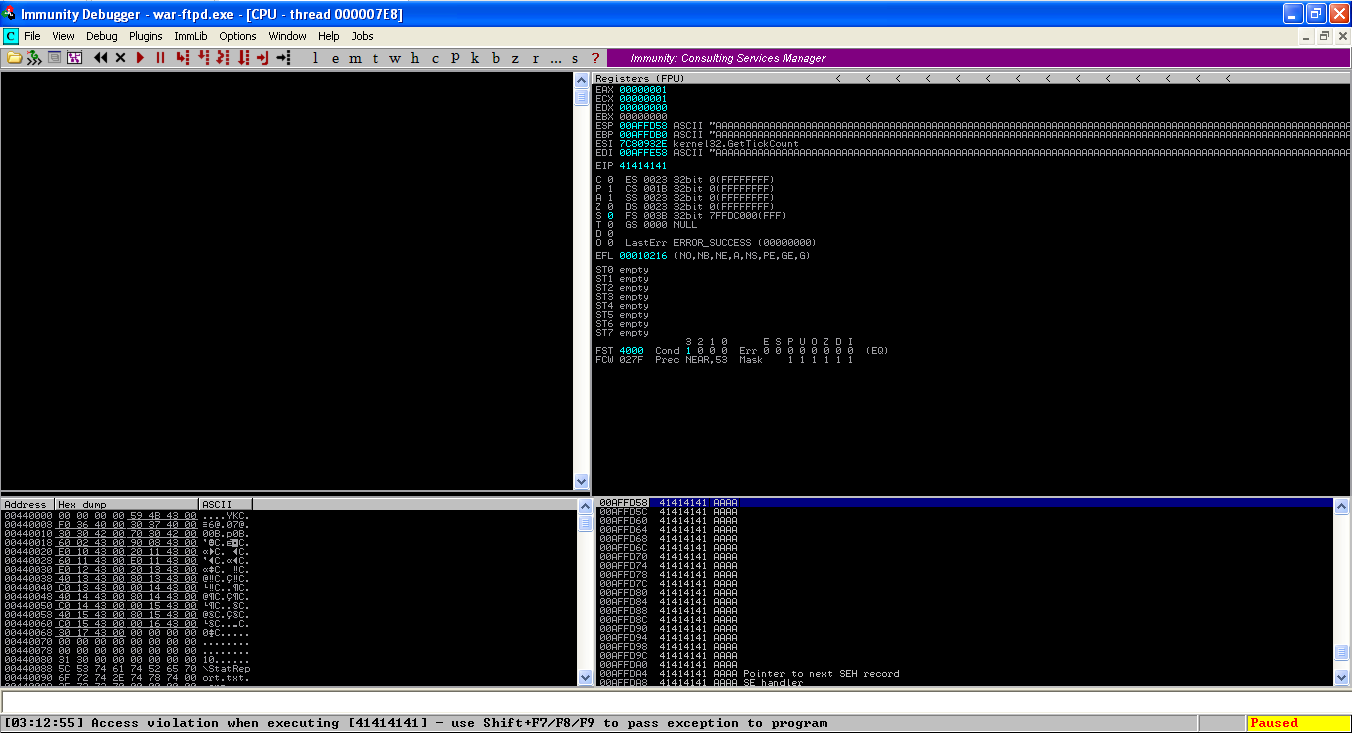 Immunity Debugger - war-ftpd.exe - [CPU - thread 000007E8]
C File View Debug Plugins ImmLib Options Window Help Jobs
l e m t w h c P k b z r ... s ? Immunity: Consulting Services Manager
Registers (FPU) < < < < < < < < < < < < < <
EAX 00000001
ECX 00000001
EDX 00000000
EBX 00000000
ESP 00AFFD58 ASCII "AAAAAAAAAAAAAAAAAAAAAAAAAAAAAAAAAAAAAAAAAAAAAAAAAAAAAAAAAAAAAAAAAAAAAAAAAAAAAAAAAAAAAAAAAAAAAAAAAAAAAAAAAA
EBP 00AFFDB0 ASCII "AAAAAAAAAAAAAAAAAAAAAAAAAAAAAAAAAAAAAAAAAAAAAAAAAAAAAAAAAAAAAAAAAAAAAAAAAAAAAAAAAAAAAAAAAAAAAAAAAAAAAAAAAA
ESI 7C80932E kernel32.GetTickCount
EDI 00AFFE58 ASCII "AAAAAAAAAAAAAAAAAAAAAAAAAAAAAAAAAAAAAAAAAAAAAAAAAAAAAAAAAAAAAAAAAAAAAAAAAAAAAAAAAAAAAAAAAAAAAAAAAAAAAAAAAA
EIP 41414141
C 0 ES 0023 32bit 0(FFFFFFFF)
P 1 CS 001B 32bit 0(FFFFFFFF)
A 1 SS 0023 32bit 0(FFFFFFFF)
Z 0 DS 0023 32bit 0(FFFFFFFF)
S 0 FS 003B 32bit 7FFDC000(FFF)
T 0 GS 0000 NULL
D 0
O 0 LastErr ERROR_SUCCESS (00000000)
EFL 00010216 (NO,NB,NE,A,NS,PE,GE,G)
ST0 empty
ST1 empty
ST2 empty
ST3 empty
ST4 empty
ST5 empty
ST6 empty
ST7 empty
3 2 1 0 E S P U O Z D I
FST 4000 Cond 1 0 0 0 Err 0 0 0 0 0 0 0 0 (EQ)
FCW 027F Prec NEAR,53 Mask 1 1 1 1 1 1
Address Hex dump ASCII
00440000 00 00 00 00 59 4B 43 00 ....YKC.
00440008 F0 36 40 00 30 37 40 00 ≡6@.07@.
00440010 30 30 42 00 70 30 42 00 00B.p0B.
00440018 60 02 43 00 90 08 43 00
00440020 E0 10 43 00 20 11 43 00
00440028 60 11 43 00 E0 11 43 00
00440030 E0 12 43 00 20 13 43 00
00440038 40 13 43 00 80 13 43 00 @‼C.Ç‼C.
00440040 C0 13 43 00 00 14 43 00 └‼C..¶C.
00440048 40 14 43 00 80 14 43 00 @¶C.Ç¶C.
00440050 C0 14 43 00 00 15 43 00 └¶C..§C.
00440058 40 15 43 00 80 15 43 00 @§C.Ç§C.
00440060 C0 15 43 00 00 16 43 00 └§C..▬C.
00440068 30 17 43 00 00 00 00 00 0↨C.....
00440070 00 00 00 00 00 00 00 00 ........
00440078 00 00 00 00 00 00 00 00 ........
00440080 31 30 00 00 00 00 00 00 10......
00440088 5C 53 74 61 74 52 65 70 \StatRep
00440090 6F 72 74 2E 74 78 74 00 ort.txt.
00AFFD58 41414141 AAAA
00AFFD5C 41414141 AAAA
00AFFD60 41414141 AAAA
00AFFD64 41414141 AAAA
00AFFD68 41414141 AAAA
00AFFD6C 41414141 AAAA
00AFFD70 41414141 AAAA
00AFFD74 41414141 AAAA
00AFFD78 41414141 AAAA
00AFFD7C 41414141 AAAA
00AFFD80 41414141 AAAA
00AFFD84 41414141 AAAA
00AFFD88 41414141 AAAA
00AFFD8C 41414141 AAAA
00AFFD90 41414141 AAAA
00AFFD94 41414141 AAAA
00AFFD98 41414141 AAAA
00AFFD9C 41414141 AAAA
00AFFDA0 41414141 AAAA
00AFFDA4 41414141 AAAA Pointer to next SEH record
00AFFDA8 41414141 AAAA SE handler
[03:12:55] Access violation when executing [41414141] - use Shift+F7/F8/F9 to pass exception to program
Paused